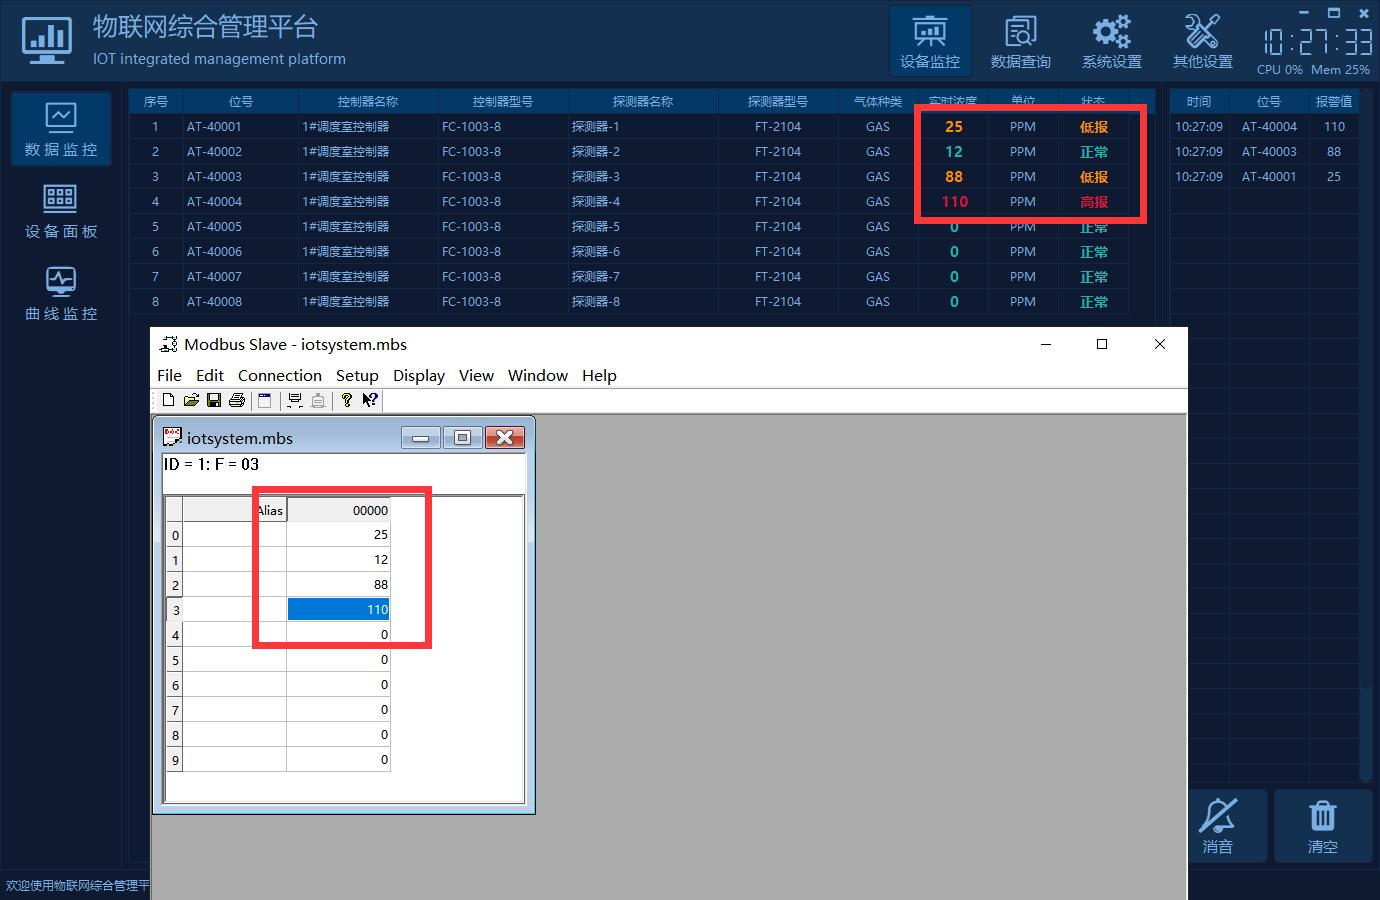 物联网综合管理平台
IOT integrated management platform
设备监控 数据查询 系统设置 其他设置
10:27:33
CPU 0% Mem 25%
数据监控
设备面板
曲线监控
序号 位号 控制器名称 控制器型号 探测器名称 探测器型号 气体种类 实时浓度 单位 状态
1 AT-40001 1#调度室控制器 FC-1003-8 探测器-1 FT-2104 GAS 25 PPM 低报
2 AT-40002 1#调度室控制器 FC-1003-8 探测器-2 FT-2104 GAS 12 PPM 正常
3 AT-40003 1#调度室控制器 FC-1003-8 探测器-3 FT-2104 GAS 88 PPM 低报
4 AT-40004 1#调度室控制器 FC-1003-8 探测器-4 FT-2104 GAS 110 PPM 高报
5 AT-40005 1#调度室控制器 FC-1003-8 探测器-5 FT-2104 GAS 0 PPM 正常
6 AT-40006 1#调度室控制器 FC-1003-8 探测器-6 FT-2104 GAS 0 PPM 正常
7 AT-40007 1#调度室控制器 FC-1003-8 探测器-7 FT-2104 GAS 0 PPM 正常
8 AT-40008 1#调度室控制器 FC-1003-8 探测器-8 FT-2104 GAS 0 PPM 正常
时间 位号 报警值
10:27:09 AT-40004 110
10:27:09 AT-40003 88
10:27:09 AT-40001 25
Modbus Slave - iotsystem.mbs
File Edit Connection Setup Display View Window Help
iotsystem.mbs
ID = 1: F = 03
Alias 00000
0 25
1 12
2 88
3 110
4 0
5 0
6 0
7 0
8 0
9 0
消音 清空
欢迎使用物联网综合管理平